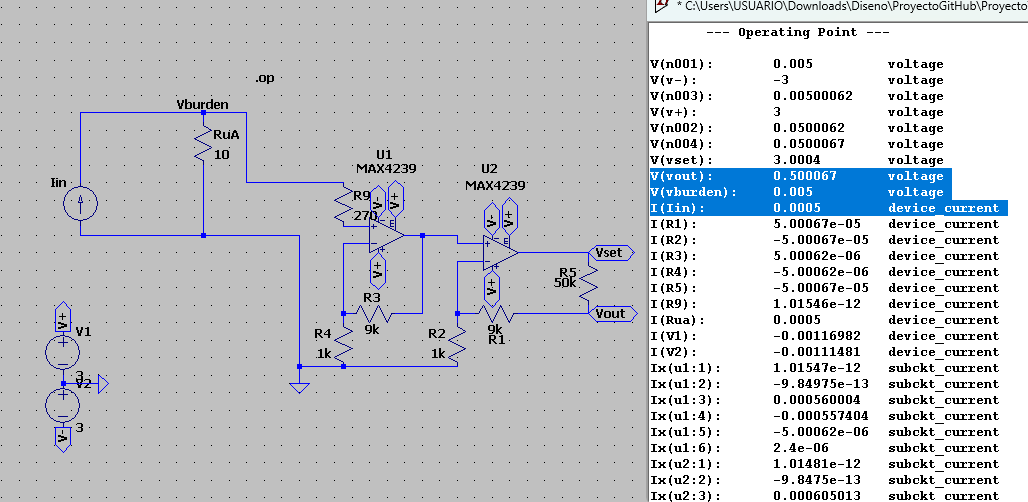 * C:\Users\USUARIO\Downloads\Diseno\ProyectoGitHub\Proyecto
.op
Vburden
RuA
10
Iin
U1
MAX4239
U2
MAX4239
R9
270
V-
V+
E
V+
V-
V+
E
V+
Vset
R5
50k
Vout
R3
9k
R4
1k
R2
1k
9k
R1
V+
V1
3
V2
3
V-
--- Operating Point ---
V(n001): 0.005 voltage
V(v-): -3 voltage
V(n003): 0.00500062 voltage
V(v+): 3 voltage
V(n002): 0.0500062 voltage
V(n004): 0.0500067 voltage
V(vset): 3.0004 voltage
V(vout): 0.500067 voltage
V(vburden): 0.005 voltage
I(Iin): 0.0005 device_current
I(R1): 5.00067e-05 device_current
I(R2): -5.00067e-05 device_current
I(R3): 5.00062e-06 device_current
I(R4): -5.00062e-06 device_current
I(R5): -5.00067e-05 device_current
I(R9): 1.01546e-12 device_current
I(Rua): 0.0005 device_current
I(V1): -0.00116982 device_current
I(V2): -0.00111481 device_current
Ix(u1:1): 1.01547e-12 subckt_current
Ix(u1:2): -9.84975e-13 subckt_current
Ix(u1:3): 0.000560004 subckt_current
Ix(u1:4): -0.000557404 subckt_current
Ix(u1:5): -5.00062e-06 subckt_current
Ix(u1:6): 2.4e-06 subckt_current
Ix(u2:1): 1.01481e-12 subckt_current
Ix(u2:2): -9.8475e-13 subckt_current
Ix(u2:3): 0.000605013 subckt_current